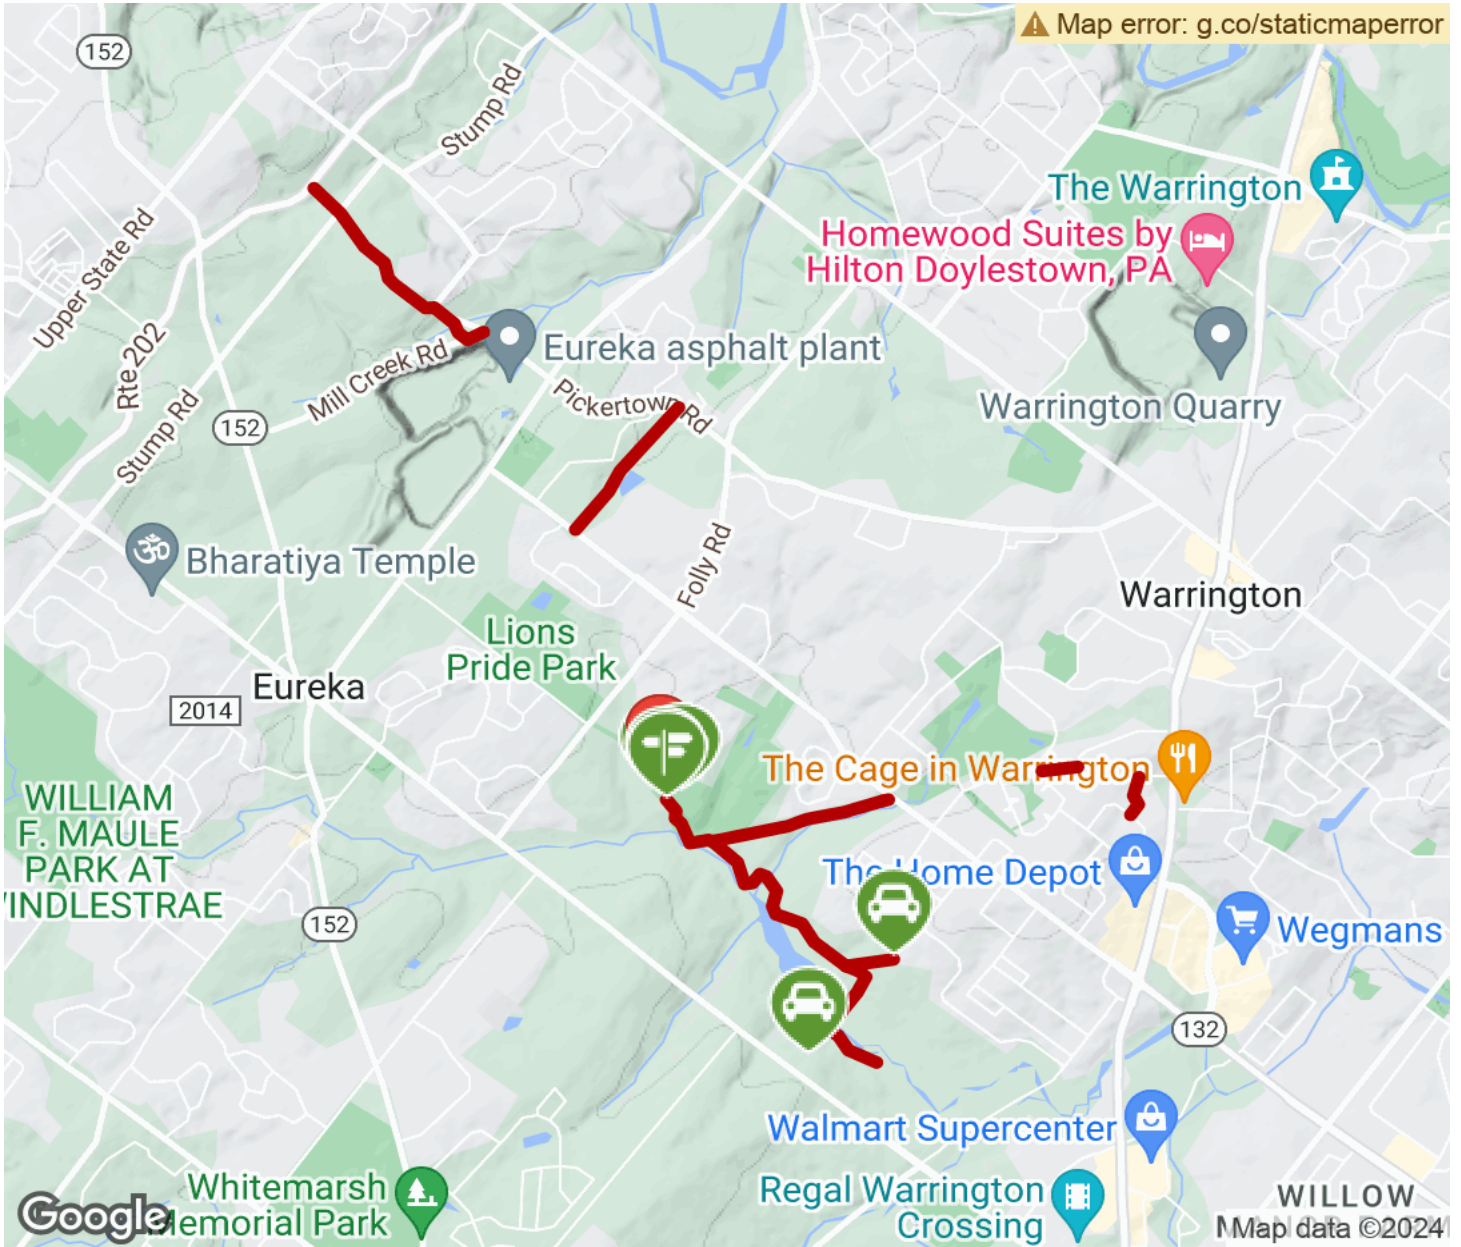 Map error: g.co/staticmaperror
152
Stump Rd
The Warrington
Homewood Suites by
Hilton Doylestown, PA
Upper State Rd
Rte 202
Mill Creek Rd
Eureka asphalt plant
Pickertown Rd
Warrington Quarry
Stump Rd
152
Bharatiya Temple
Folly Rd
Warrington
Lions
Pride Park
Eureka
2014
The Cage in Warrington
WILLIAM
F. MAULE
PARK AT
INDLESTRAE
The Home Depot
152
Wegmans
132
Walmart Supercenter
Whitemarsh
Memorial Park
Regal Warrington
Crossing
WILLOW
Google
Map data ©2024